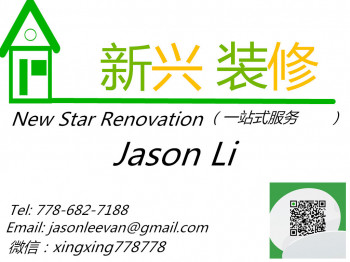 新兴装修
New Star Renovation（一站式服务 ）
Jason Li
Tel: 778-682-7188
Email: jasonleevan@gmail.com
微信：xingxing778778